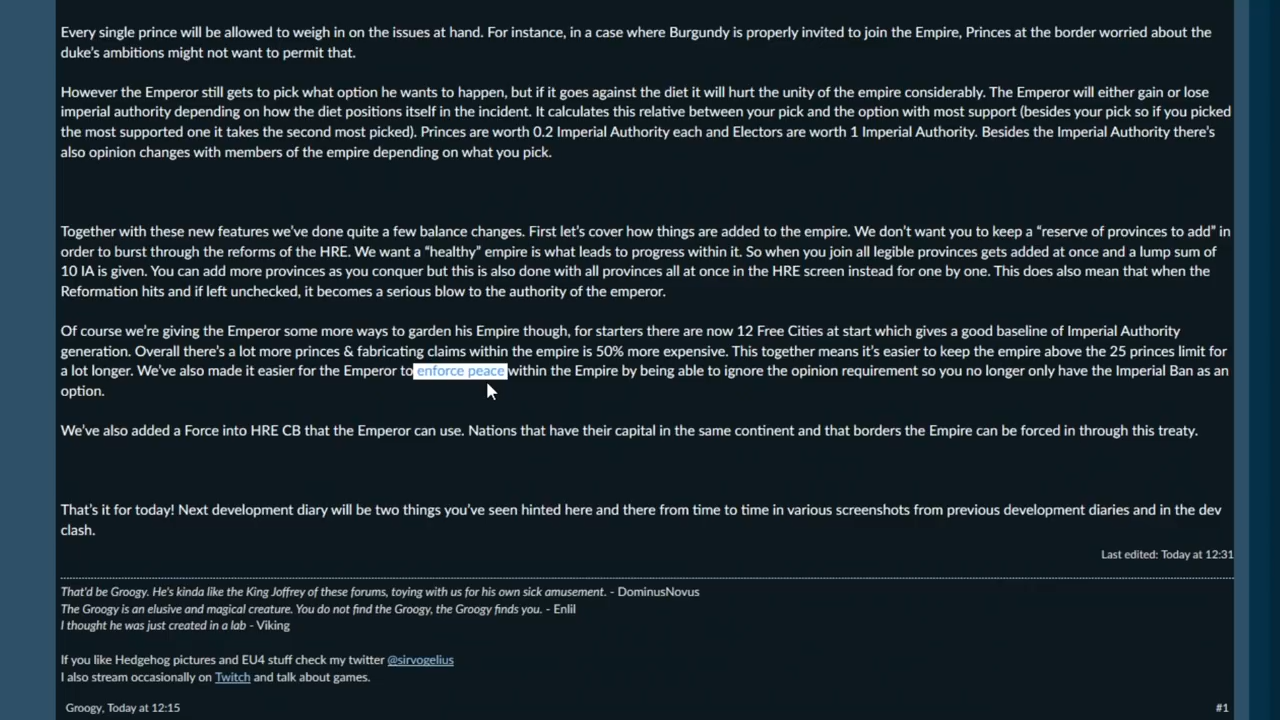 Every single prince will be allowed to weigh in on the issues at hand. For instance, in a case where Burgundy is properly invited to join the Empire, Princes at the border worried about the
duke's ambitions might not want to permit that.
However the Emperor still gets to pick what option he wants to happen, but if it goes against the diet it will hurt the unity of the empire considerably. The Emperor will either gain or lose
imperial authority depending on how the diet positions itself in the incident. It calculates this relative between your pick and the option with most support (besides your pick so if you picked
the most supported one it takes the second most picked). Princes are worth 0.2 Imperial Authority each and Electors are worth 1 Imperial Authority. Besides the Imperial Authority there's
also opinion changes with members of the empire depending on what you pick.
Together with these new features we've done quite a few balance changes. First let's cover how things are added to the empire. We don't want you to keep a “reserve of provinces to add” in
order to burst through the reforms of the HRE. We want a “healthy” empire is what leads to progress within it. So when you join all legible provinces gets added at once and a lump sum of
10 IA is given. You can add more provinces as you conquer but this is also done with all provinces all at once in the HRE screen instead for one by one. This does also mean that when the
Reformation hits and if left unchecked, it becomes a serious blow to the authority of the emperor.
Of course we're giving the Emperor some more ways to garden his Empire though, for starters there are now 12 Free Cities at start which gives a good baseline of Imperial Authority
generation. Overall there's a lot more princes & fabricating claims within the empire is 50% more expensive. This together means it's easier to keep the empire above the 25 princes limit for
a lot longer. We've also made it easier for the Emperor to enforce peace within the Empire by being able to ignore the opinion requirement so you no longer only have the Imperial Ban as an
option.
We've also added a Force into HRE CB that the Emperor can use. Nations that have their capital in the same continent and that borders the Empire can be forced in through this treaty.
That's it for today! Next development diary will be two things you've seen hinted here and there from time to time in various screenshots from previous development diaries and in the dev
clash.
Last edited: Today at 12:31
That'd be Groogy. He's kinda like the King Joffrey of these forums, toying with us for his own sick amusement. - DominusNovus
The Groogy is an elusive and magical creature. You do not find the Groogy, the Groogy finds you. - Enlil
I thought he was just created in a lab - Viking
If you like Hedgehog pictures and EU4 stuff check my twitter @sirvogelius
I also stream occasionally on Twitch and talk about games.
Groogy, Today at 12:15 #1